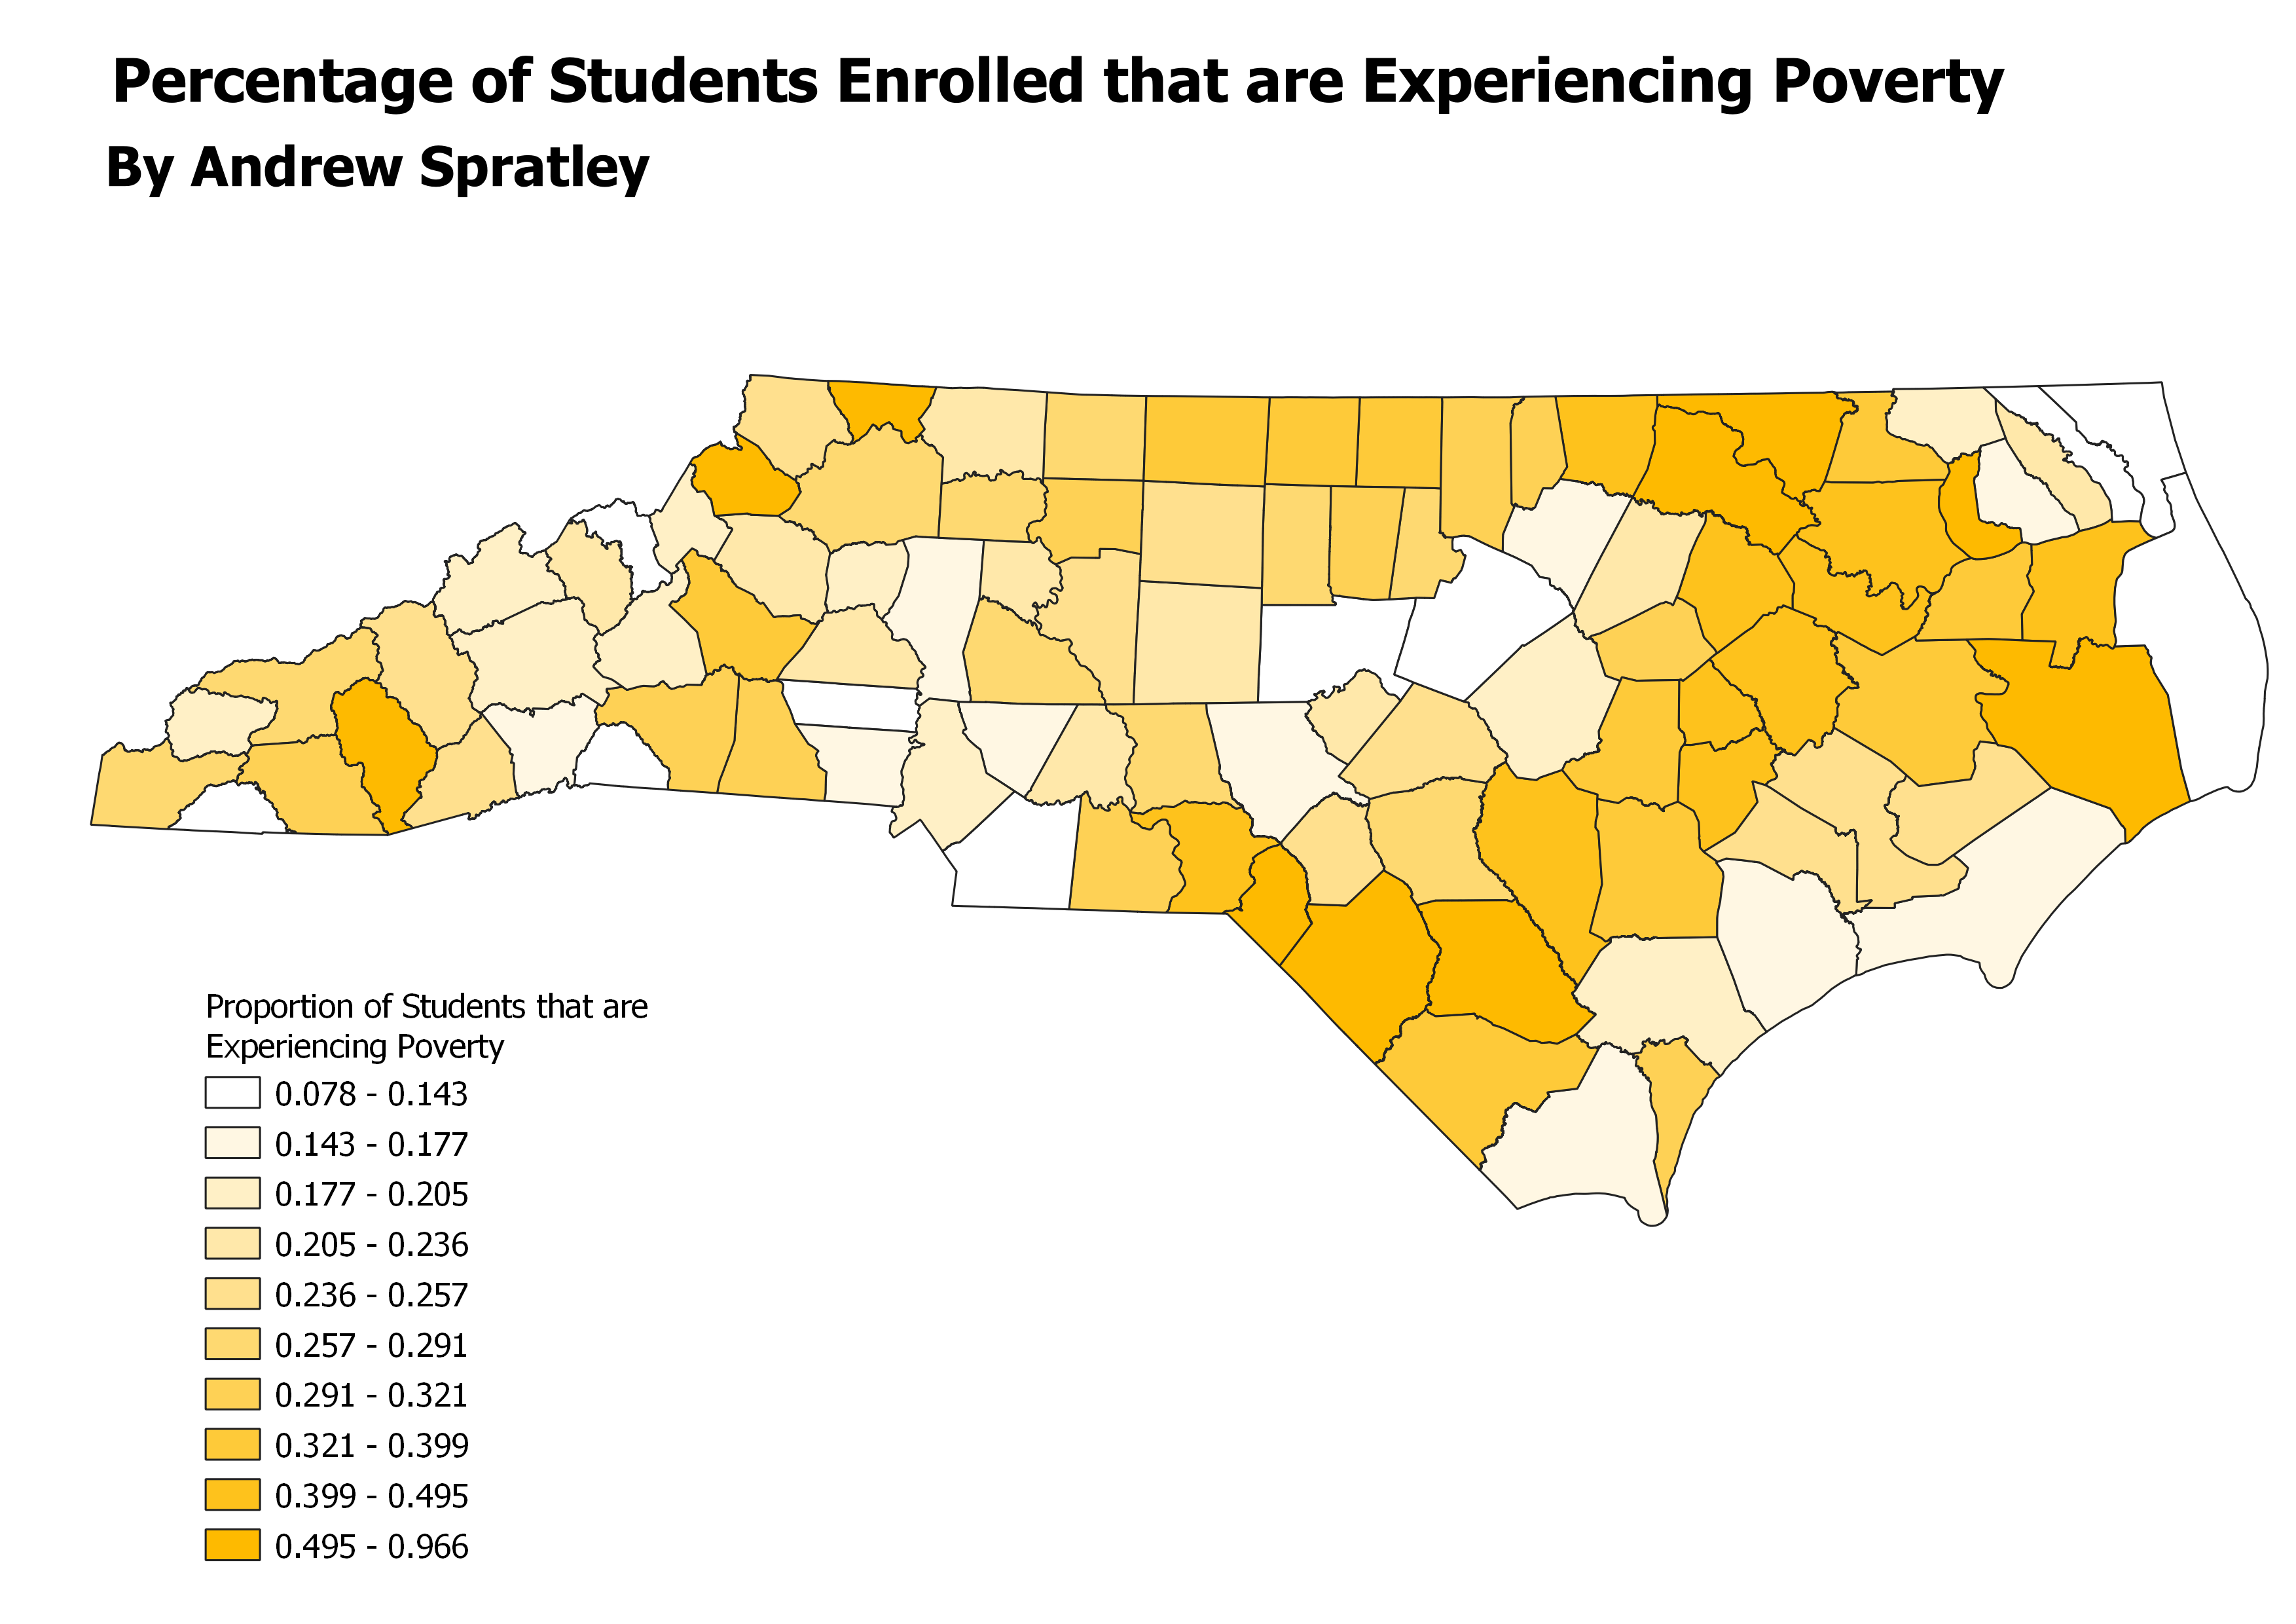 Percentage of Students Enrolled that are Experiencing Poverty
By Andrew Spratley
Proportion of Students that are
Experiencing Poverty
0.078 - 0.143
0.143 - 0.177
0.177 - 0.205
0.205 - 0.236
0.236 - 0.257
0.257 - 0.291
0.291 - 0.321
0.321 - 0.399
0.399 - 0.495
0.495 - 0.966